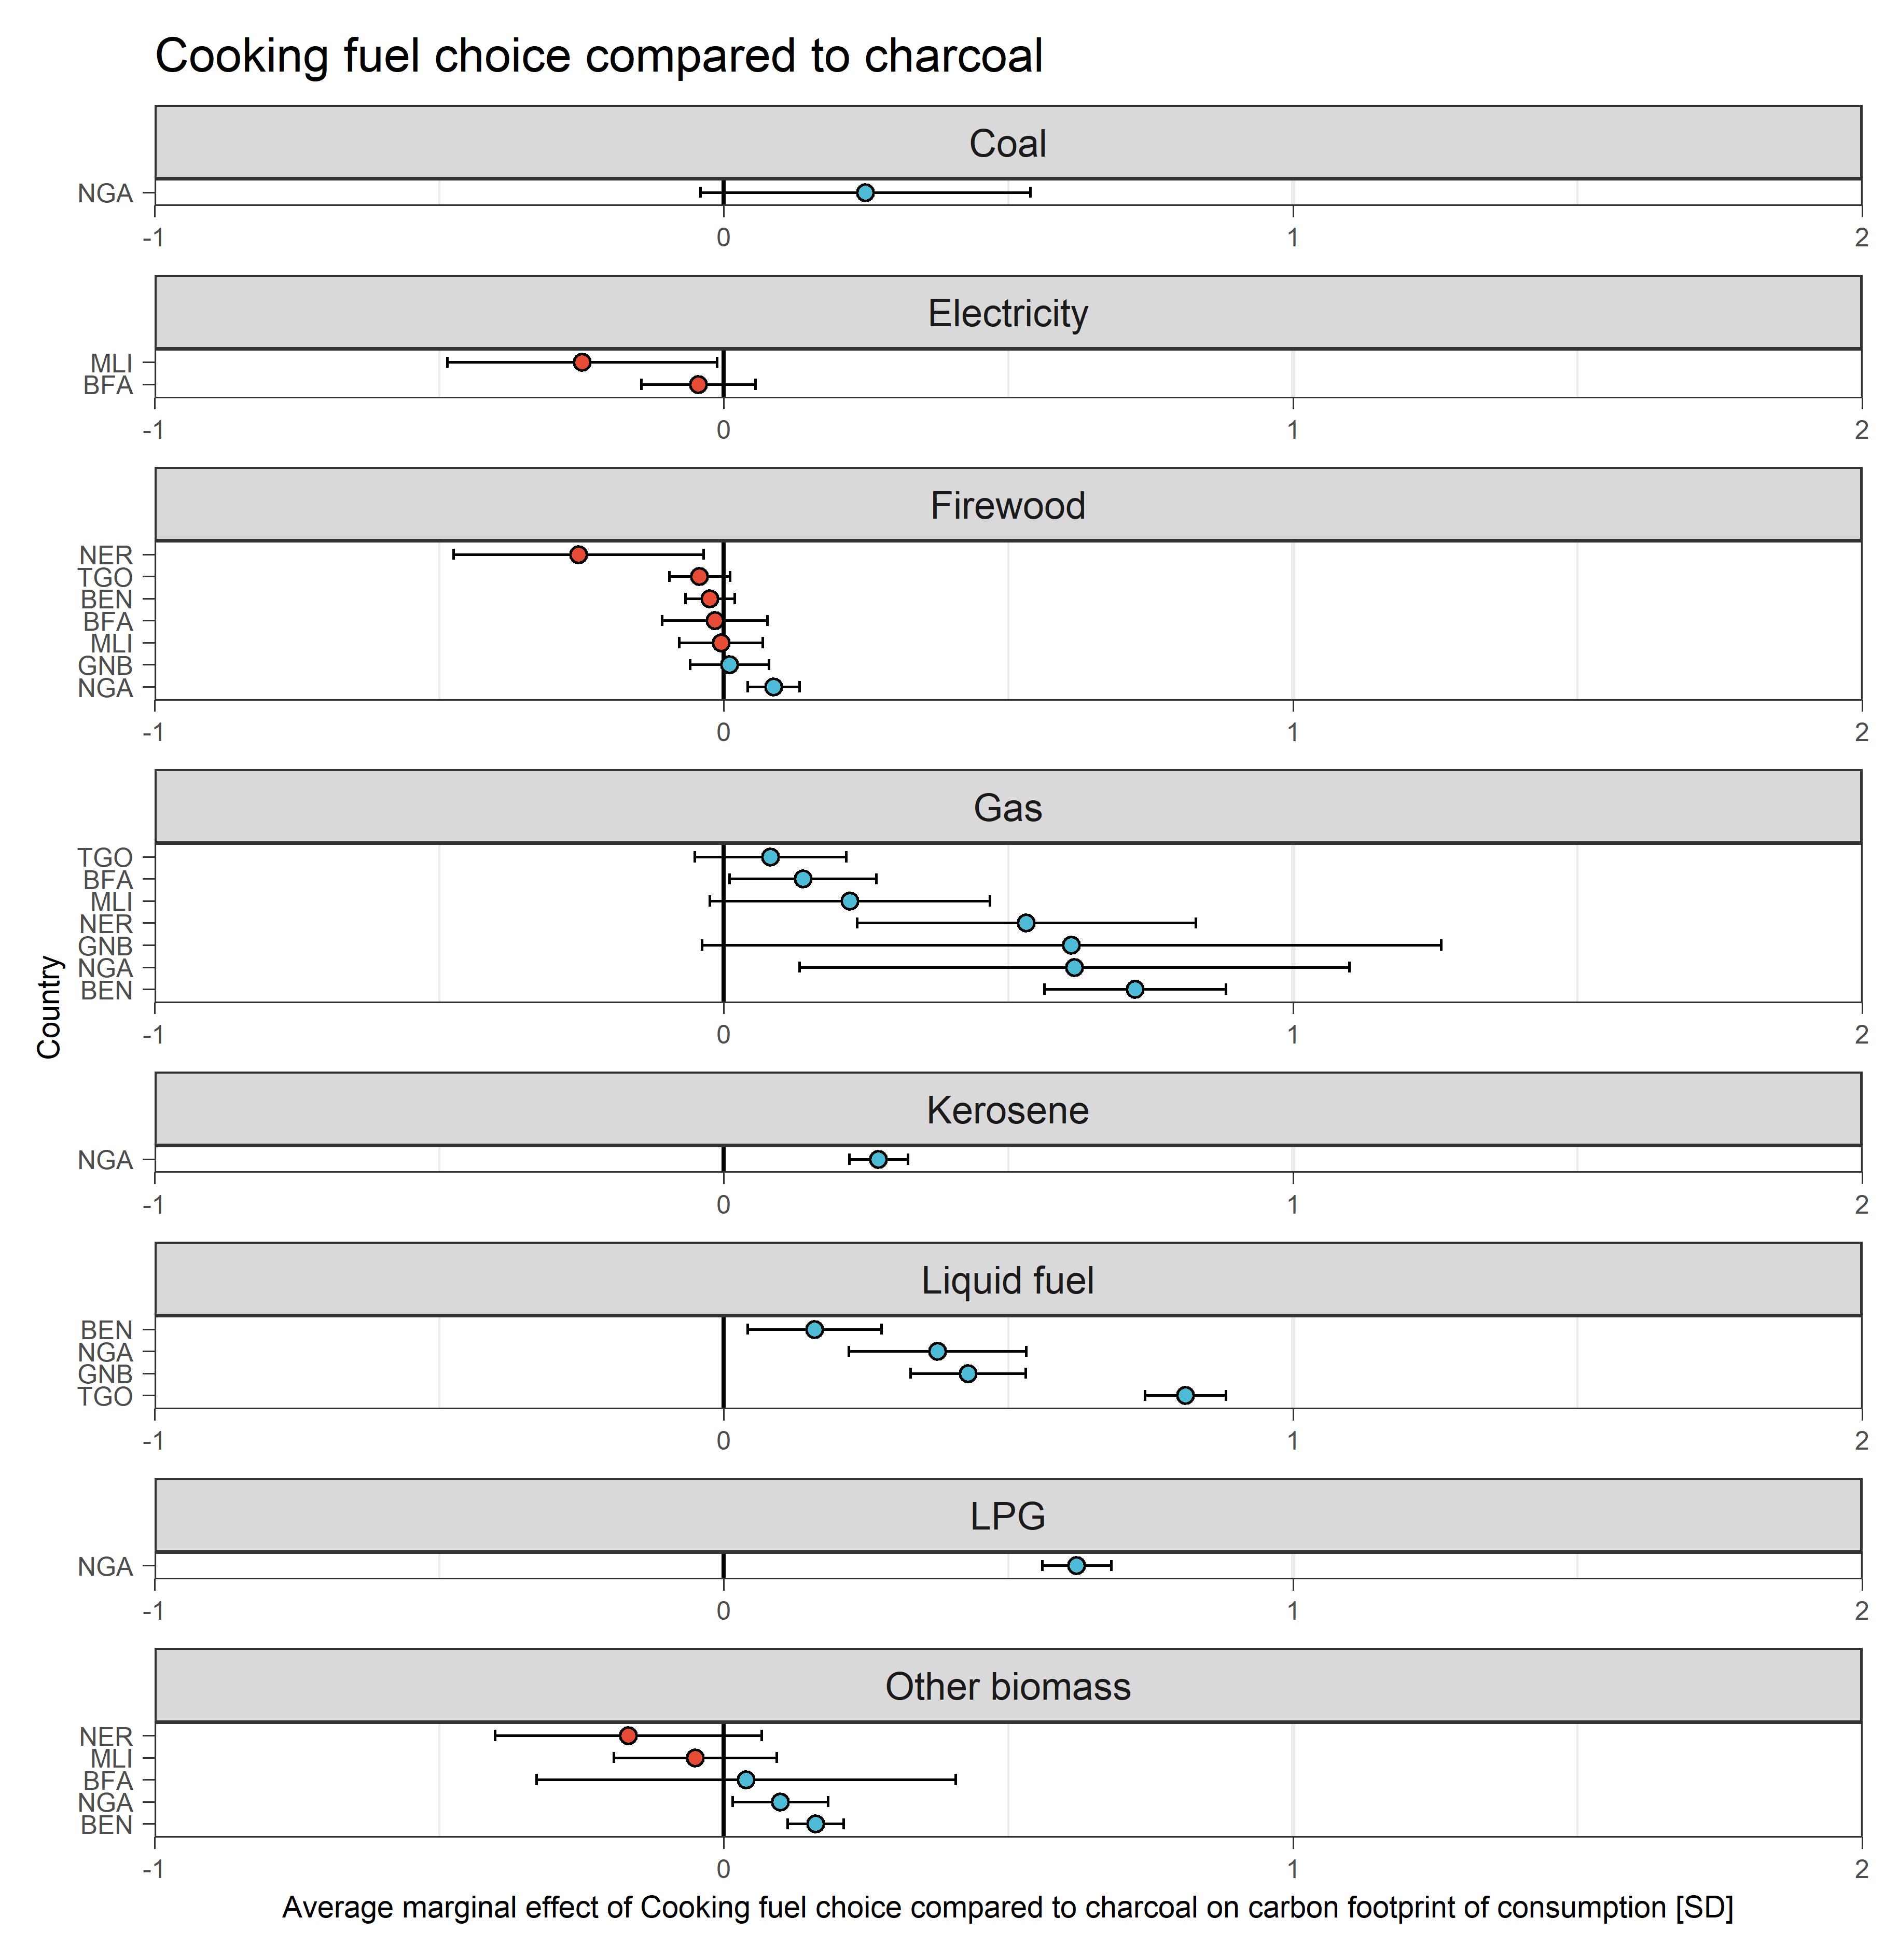 Cooking fuel choice compared to charcoal
Coal
NGA
-1 0 1 2
Electricity
MLI
BFA
-1 0 1 2
Firewood
NER
TGO
BEN
BFA
MLI
GNB
NGA
-1 0 1 2
Gas
TGO
BFA
MLI
NER
GNB
NGA
BEN
-1 0 1 2
Country
Kerosene
NGA
-1 0 1 2
Liquid fuel
BEN
NGA
GNB
TGO
-1 0 1 2
LPG
NGA
-1 0 1 2
Other biomass
NER
MLI
BFA
NGA
BEN
-1 0 1 2
Average marginal effect of Cooking fuel choice compared to charcoal on carbon footprint of consumption [SD]